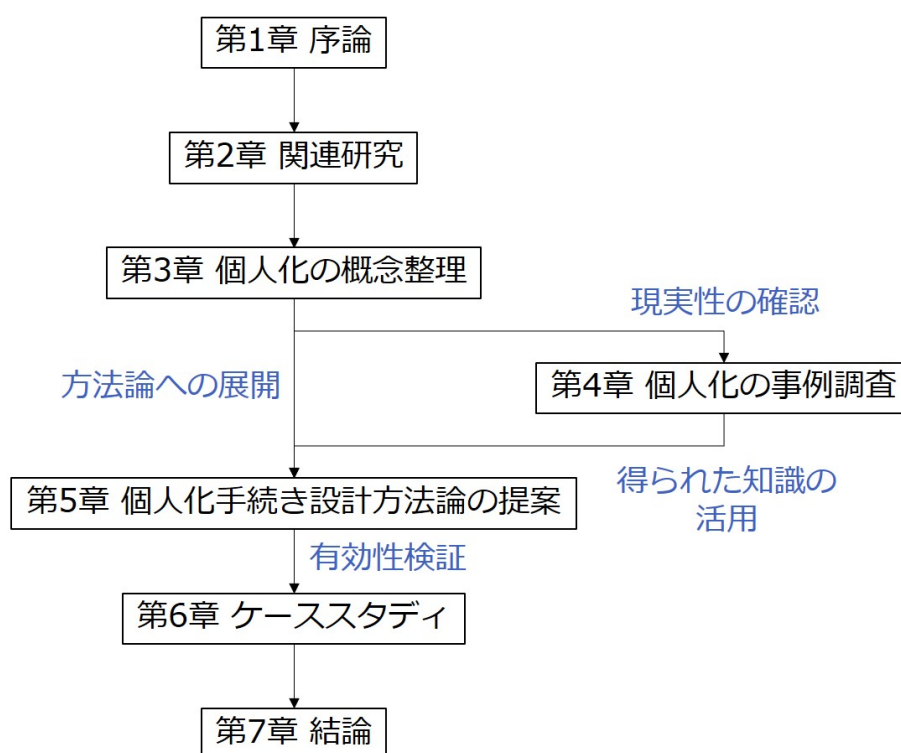 第1章 序論
第2章 関連研究
第3章 個人化の概念整理
現実性の確認
方法論への展開
第4章 個人化の事例調査
得られた知識の
活用
第5章 個人化手続き設計方法論の提案
有効性検証
第6章 ケーススタディ
第7章 結論